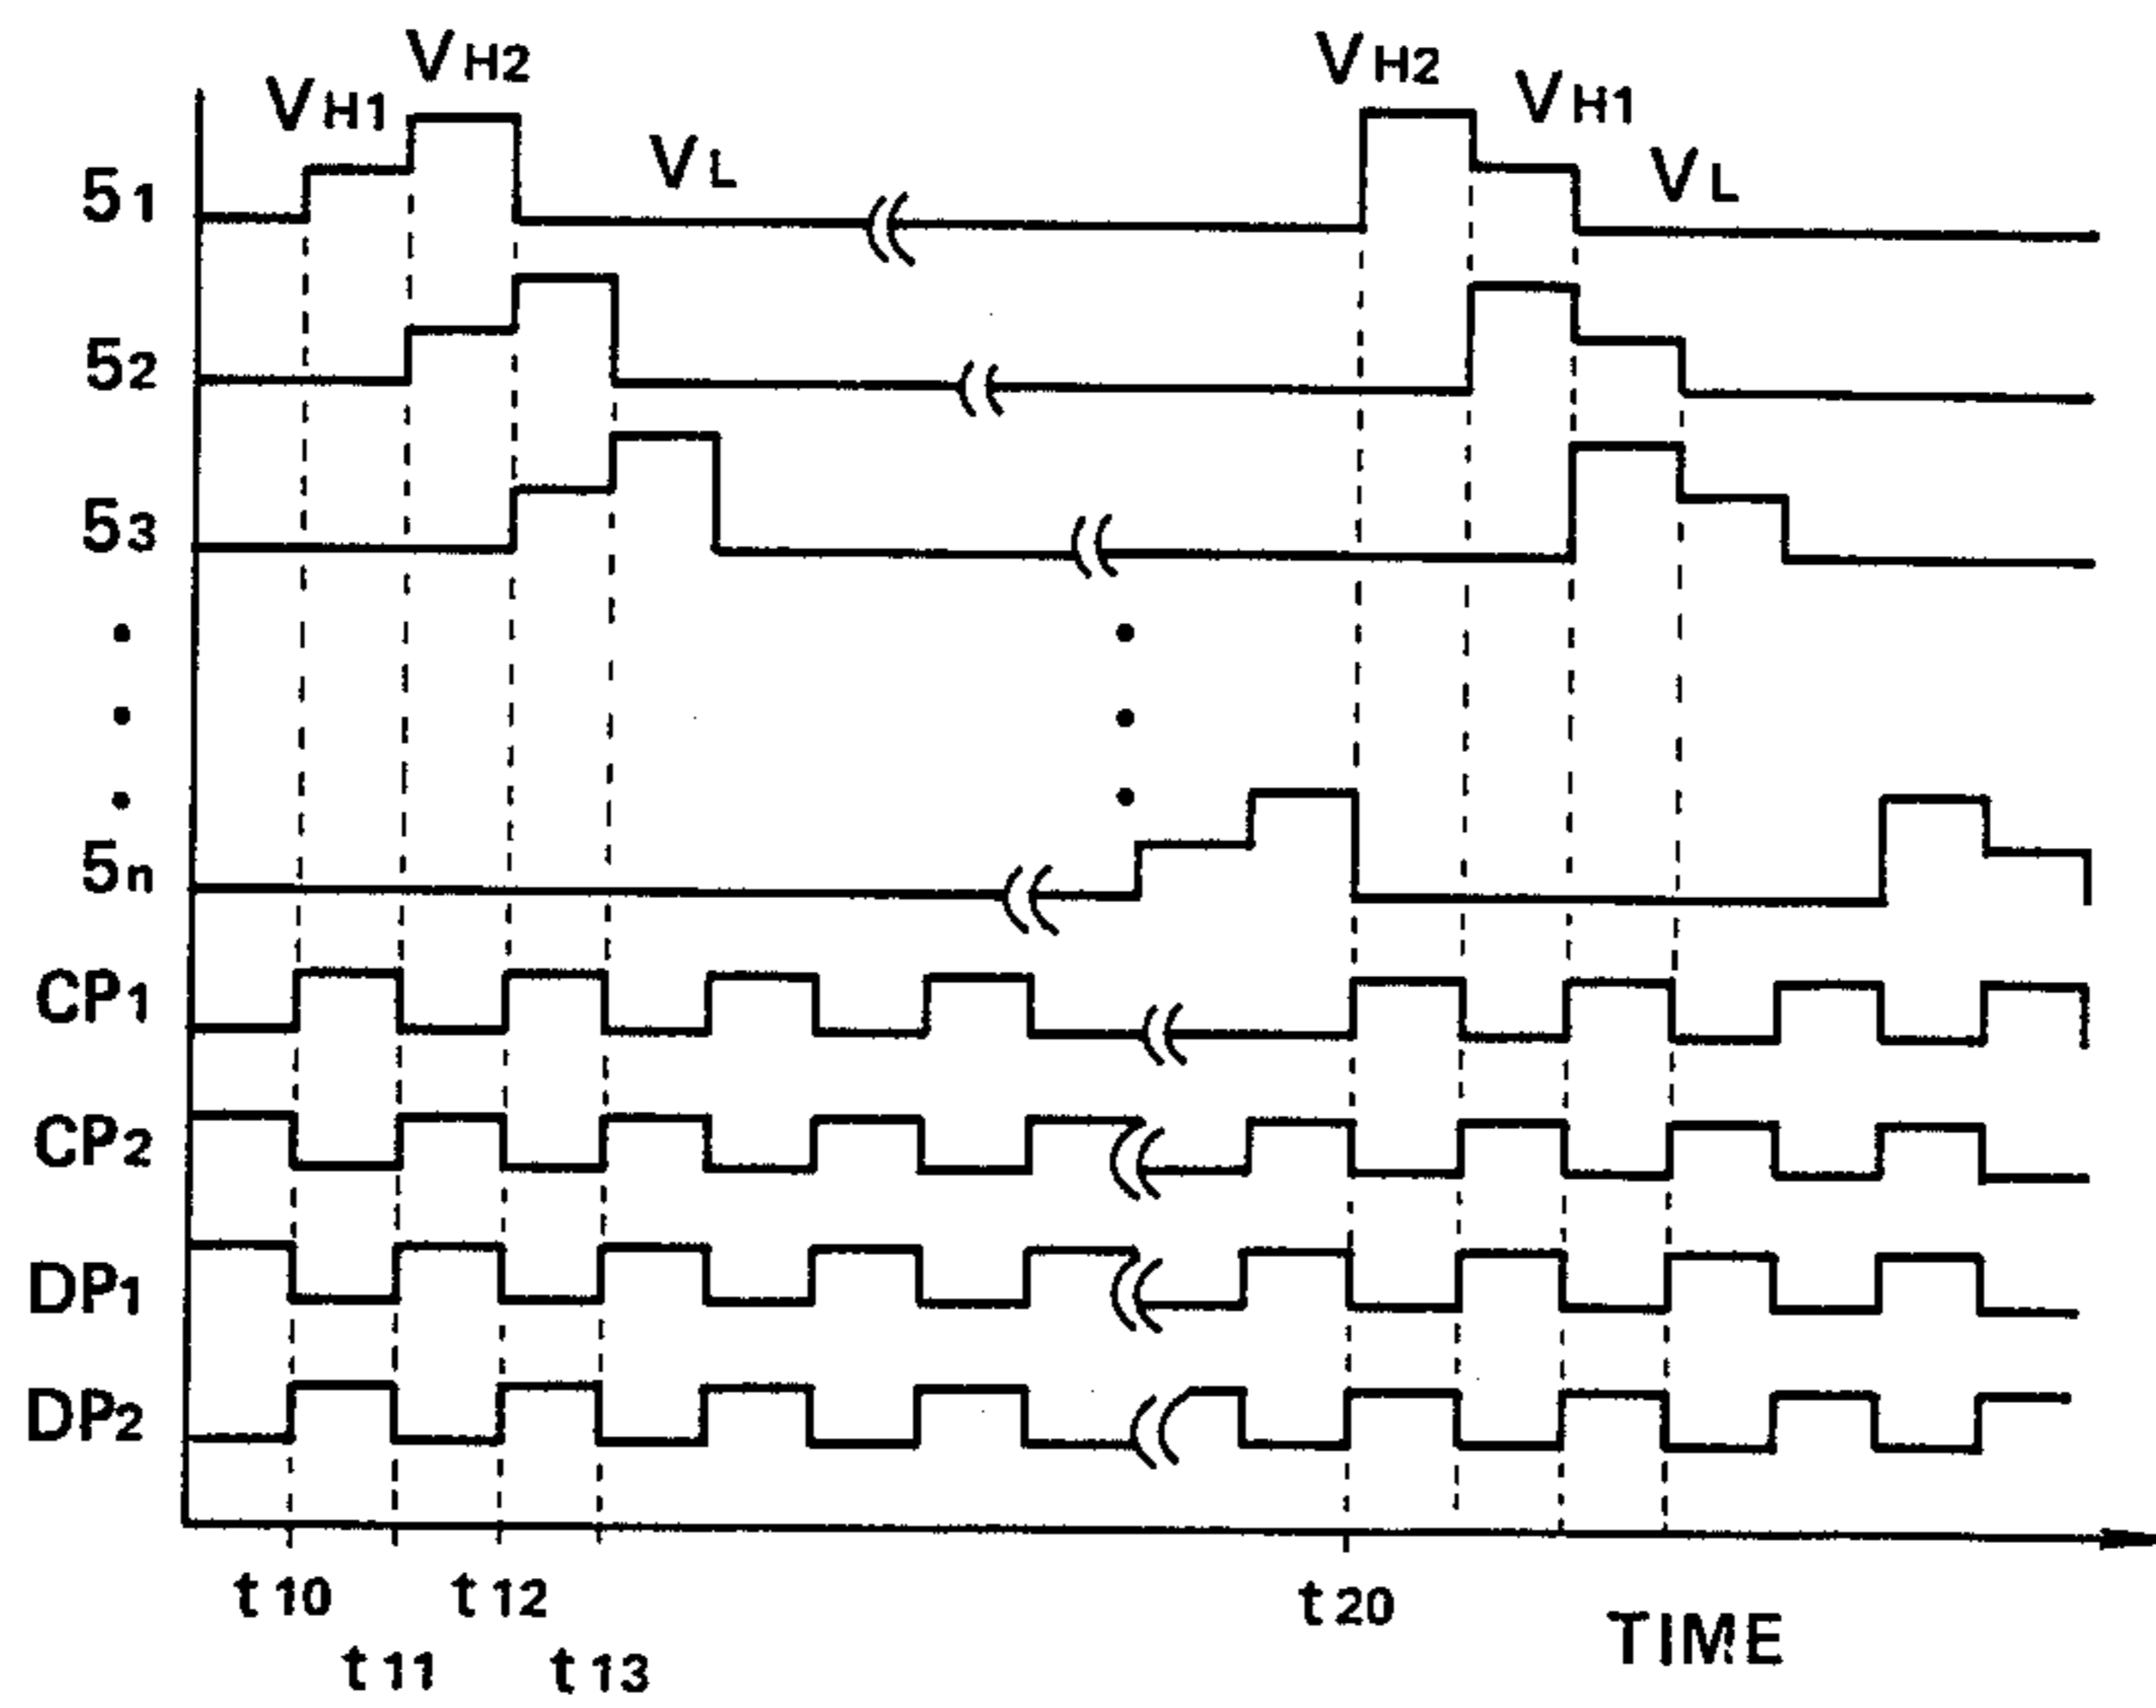 VH1 VH2 VL VH2 VH1 VL
51
52
53
5n
CP1
CP2
DP1
DP2
t10 t12 t20
t11 t13 TIME